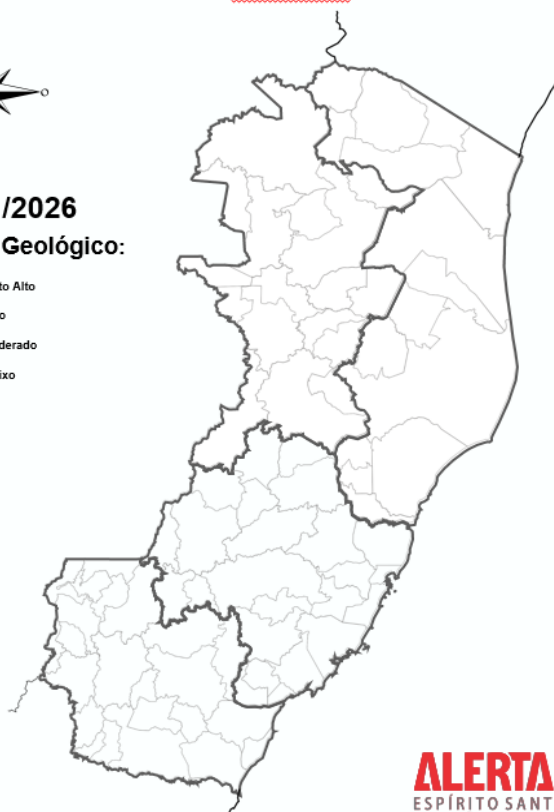 /2026
Geológico:
to Alto
o
derado
ixo
ALERTA
ESPÍRITO SANT